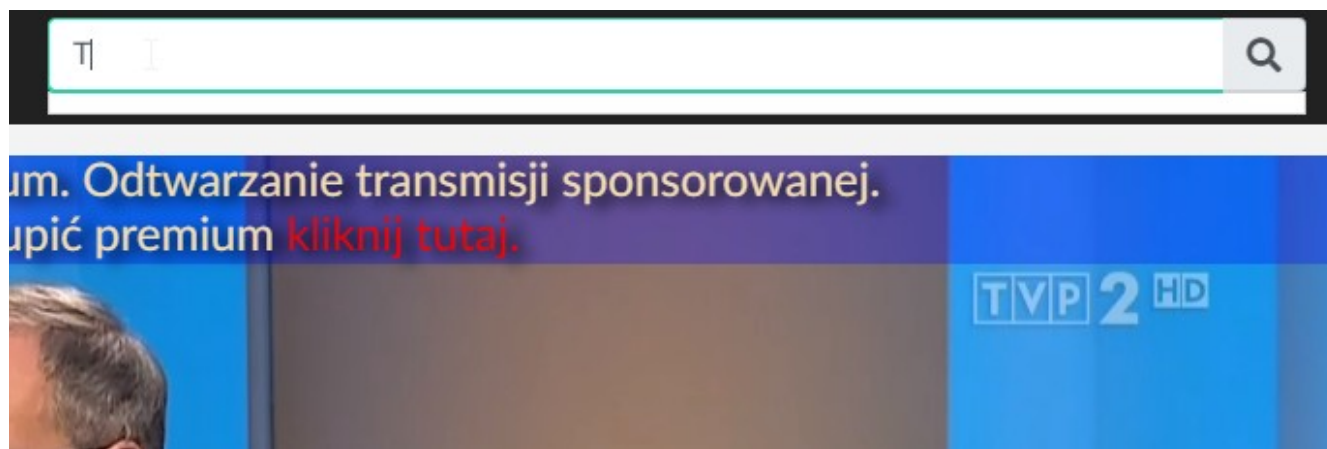 T
um. Odtwarzanie transmisji sponsorowanej.
upić premium kliknij tutaj.
TVP 2 HD